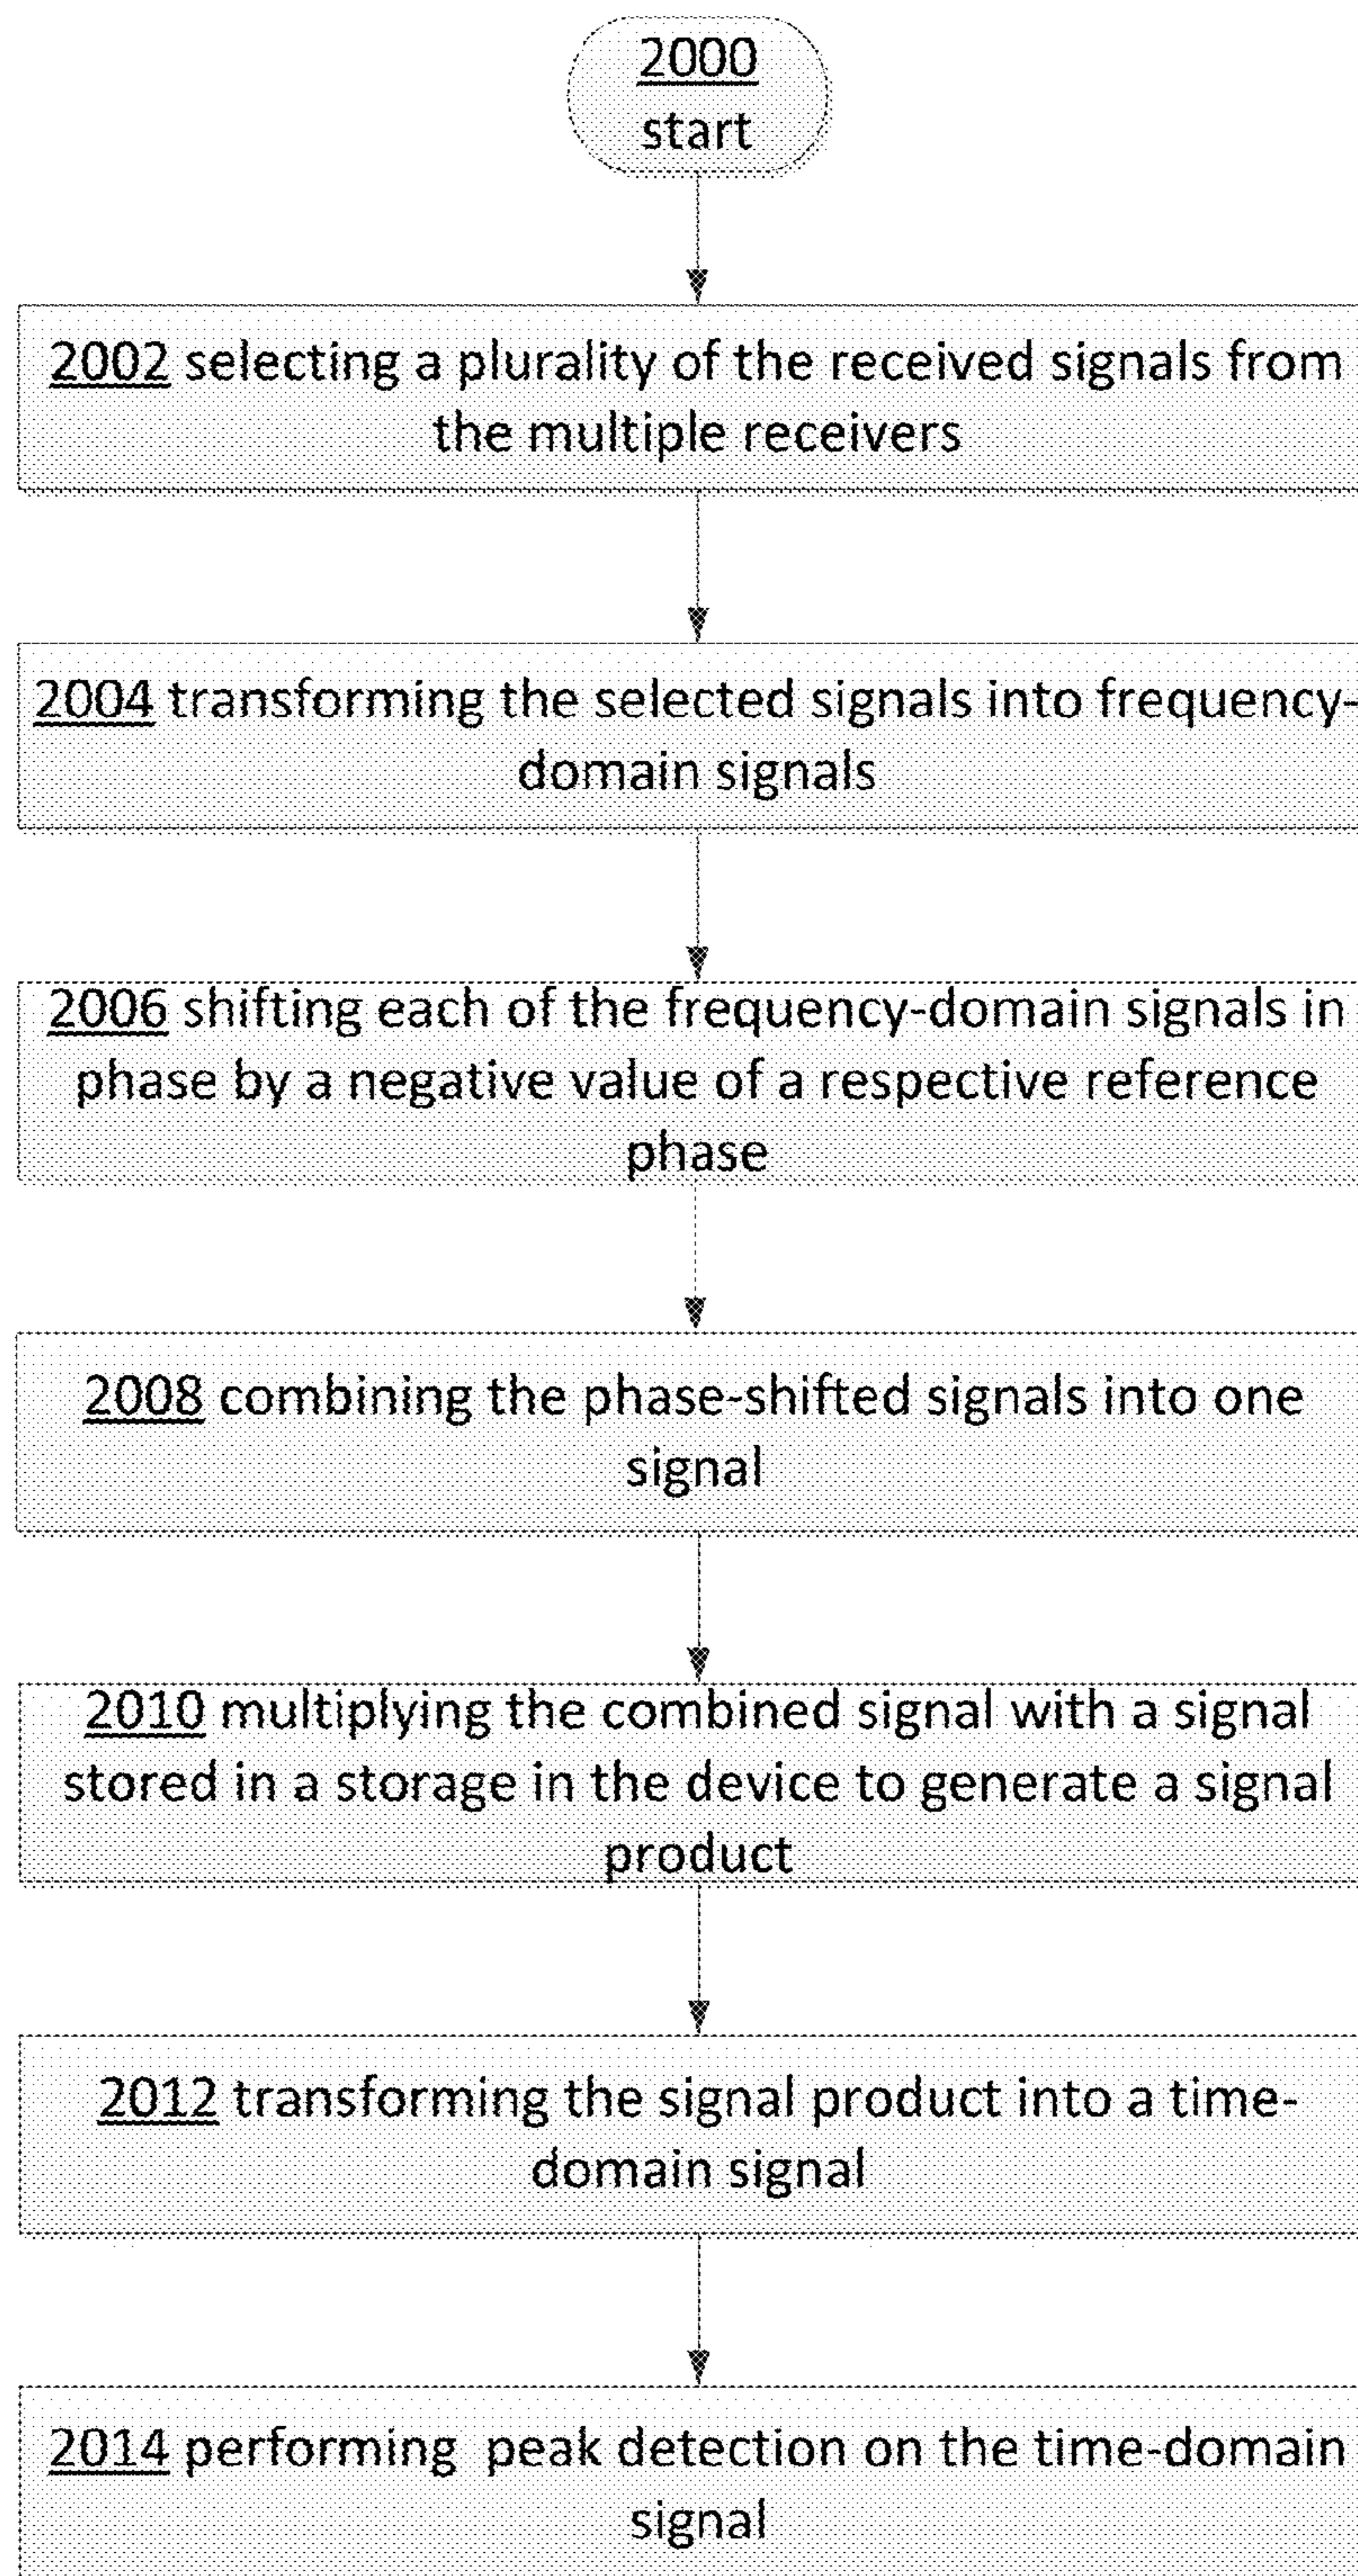 2000
start
2002 selecting a plurality of the received signals from
the multiple receivers
2004 transforming the selected signals into frequency-
domain signals
2006 shifting each of the frequency-domain signals in
phase by a negative value of a respective reference
phase
2008 combining the phase-shifted signals into one
signal
2010 multiplying the combined signal with a signal
stored in a storage in the device to generate a signal
product
2012 transforming the signal product into a time-
domain signal
2014 performing peak detection on the time-domain
signal